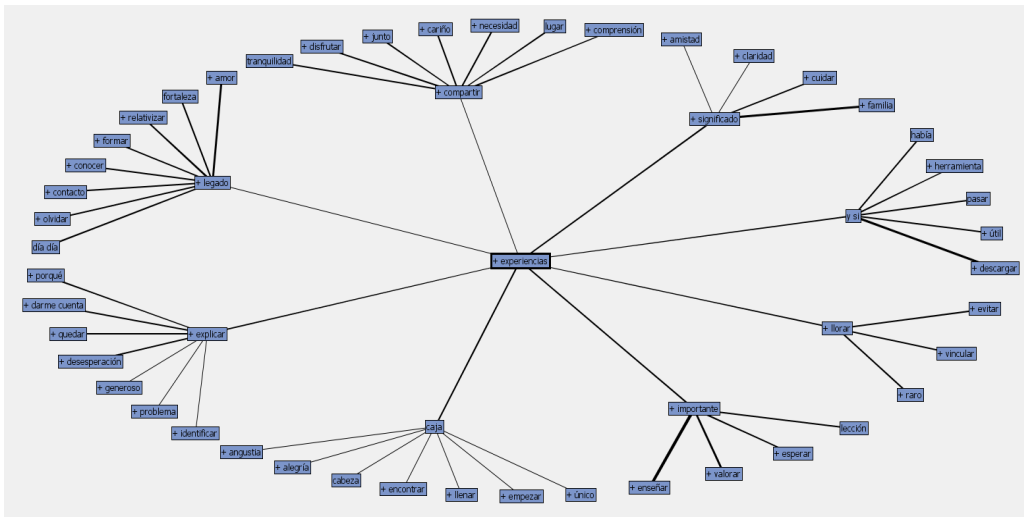 + amistad
+ cariño
+ necesidad
lugar
+ comprensión
+ junto
+ disfrutar
tranquilidad
+ claridad
+ amor
+ cuidar
+ compartir
fortaleza
+ familia
+ relativizar
+ significado
había
+ formar
+ conocer
+ herramienta
+ legado
+ contacto
pasar
+ olvidar
y si
+ útil
día día
+ experiencias
+ descargar
+ porqué
+ darme cuenta
+ evitar
+ quedar
+ explicar
+ llorar
+ desesperación
+ vincular
+ generoso
+ raro
+ problema
+ importante
+ identificar
caja
lección
+ angustia
+ esperar
+ alegría
+ valorar
cabeza
+ encontrar
+ llenar
+ empezar
+ único
+ enseñar